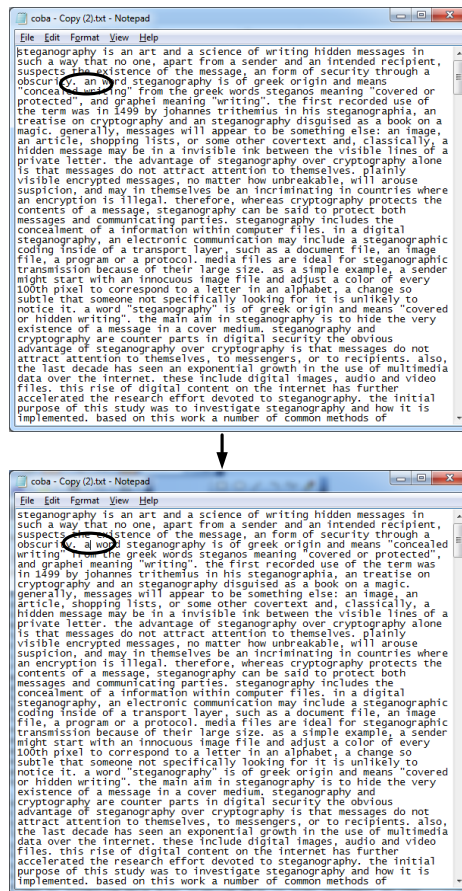 coba - Copy (2).txt - Notepad
File Edit Format View Help
steganography is an art and a science of writing hidden messages in
such a way that no one, apart from a sender and an intended recipient,
suspects the existence of the message, an form of security through a
obscurity. an word steganography is of greek origin and means
"concealed writing" from the greek words steganos meaning "covered or
protected", and graphei meaning "writing". the first recorded use of
the term was in 1499 by johannes trithemius in his steganographia, an
treatise on cryptography and an steganography disguised as a book on a
magic. generally, messages will appear to be something else: an image,
an article, shopping lists, or some other covertext and, classically, a
hidden message may be in a invisible ink between the visible lines of a
private letter. the advantage of steganography over cryptography alone
is that messages do not attract attention to themselves. plainly
visible encrypted messages, no matter how unbreakable, will arouse
suspicion, and may in themselves be an incriminating in countries where
an encryption is illegal. therefore, whereas cryptography protects the
contents of a message, steganography can be said to protect both
messages and communicating parties. steganography includes the
concealment of a information within computer files. in a digital
steganography, an electronic communication may include a steganographic
coding inside of a transport layer, such as a document file, an image
file, a program or a protocol. media files are ideal for steganographic
transmission because of their large size. as a simple example, a sender
might start with an innocuous image file and adjust a color of every
100th pixel to correspond to a letter in an alphabet, a change so
subtle that someone not specifically looking for it is unlikely to
notice it. a word "steganography" is of greek origin and means "covered
or hidden writing". the main aim in steganography is to hide the very
existence of a message in a cover medium. steganography and
cryptography are counter parts in digital security the obvious
advantage of steganography over cryptography is that messages do not
attract attention to themselves, to messengers, or to recipients. also,
the last decade has seen an exponential growth in the use of multimedia
data over the internet. these include digital images, audio and video
files. this rise of digital content on the internet has further
accelerated the research effort devoted to steganography. the initial
purpose of this study was to investigate steganography and how it is
implemented. based on this work a number of common methods of
coba - Copy (2).txt - Notepad
File Edit Format View Help
steganography is an art and a science of writing hidden messages in
such a way that no one, apart from a sender and an intended recipient,
suspects the existence of the message, an form of security through a
obscurity. a word steganography is of greek origin and means "concealed
writing" from the greek words steganos meaning "covered or protected",
and graphei meaning "writing". the first recorded use of the term was
in 1499 by johannes trithemius in his steganographia, an treatise on
cryptography and an steganography disguised as a book on a magic.
generally, messages will appear to be something else: an image, an
article, shopping lists, or some other covertext and, classically, a
hidden message may be in a invisible ink between the visible lines of a
private letter. the advantage of steganography over cryptography alone
is that messages do not attract attention to themselves. plainly
visible encrypted messages, no matter how unbreakable, will arouse
suspicion, and may in themselves be an incriminating in countries where
an encryption is illegal. therefore, whereas cryptography protects the
contents of a message, steganography can be said to protect both
messages and communicating parties. steganography includes the
concealment of a information within computer files. in a digital
steganography, an electronic communication may include a steganographic
coding inside of a transport layer, such as a document file, an image
file, a program or a protocol. media files are ideal for steganographic
transmission because of their large size. as a simple example, a sender
might start with an innocuous image file and adjust a color of every
100th pixel to correspond to a letter in an alphabet, a change so
subtle that someone not specifically looking for it is unlikely to
notice it. a word "steganography" is of greek origin and means "covered
or hidden writing". the main aim in steganography is to hide the very
existence of a message in a cover medium. steganography and
cryptography are counter parts in digital security the obvious
advantage of steganography over cryptography is that messages do not
attract attention to themselves, to messengers, or to recipients. also,
the last decade has seen an exponential growth in the use of multimedia
data over the internet. these include digital images, audio and video
files. this rise of digital content on the internet has further
accelerated the research effort devoted to steganography. the initial
purpose of this study was to investigate steganography and how it is
implemented. based on this work a number of common methods of